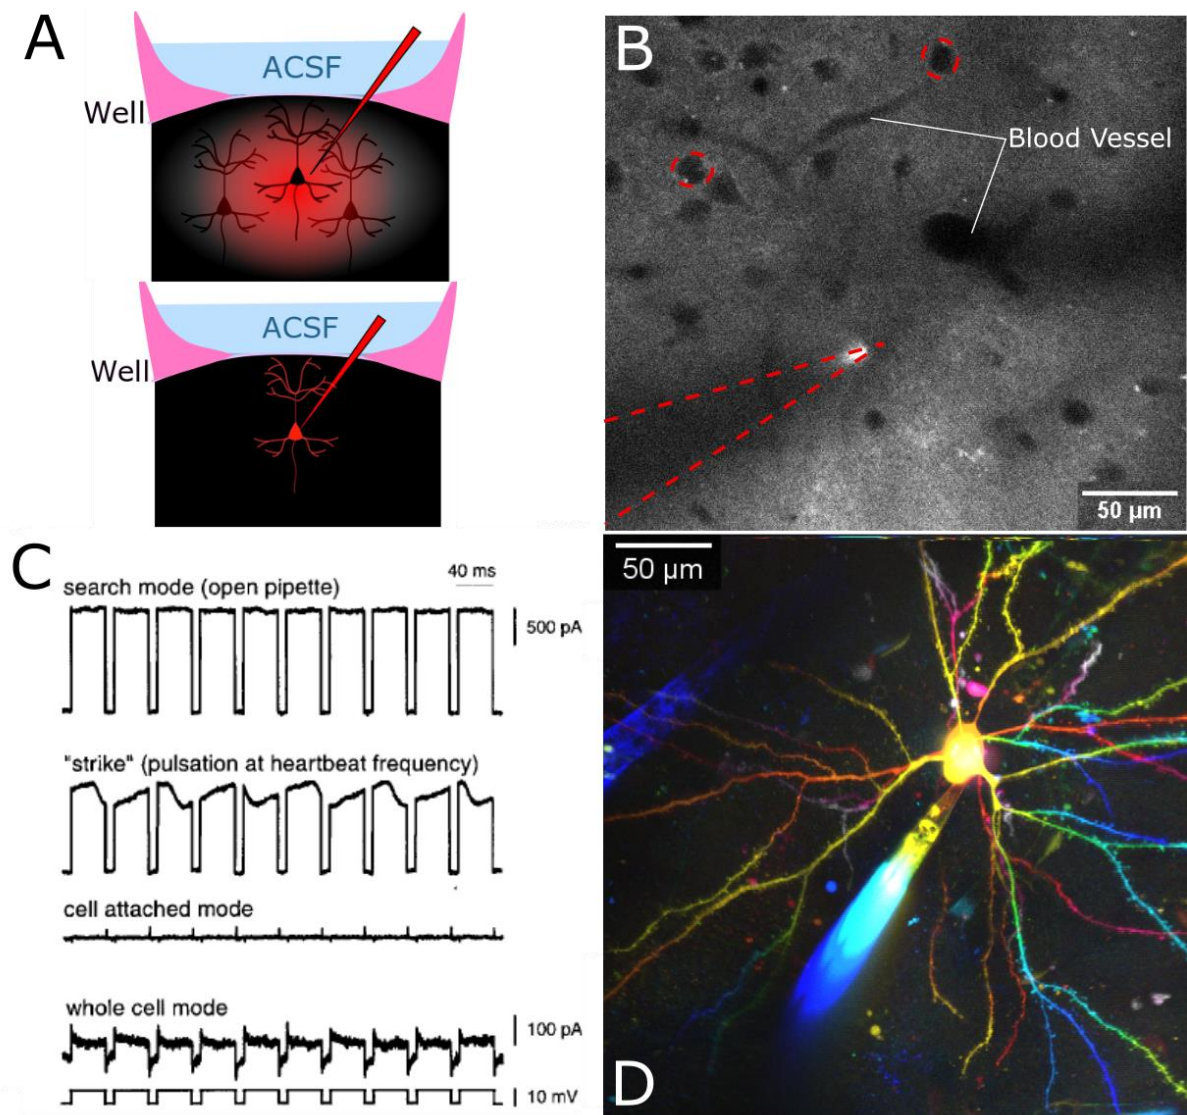 A
ACSF
Well
ACSF
Well
B
Blood Vessel
50 µm
C
search mode (open pipette)
40 ms
500 pA
"strike" (pulsation at heartbeat frequency)
cell attached mode
whole cell mode
100 pA
10 mV
50 µm
D